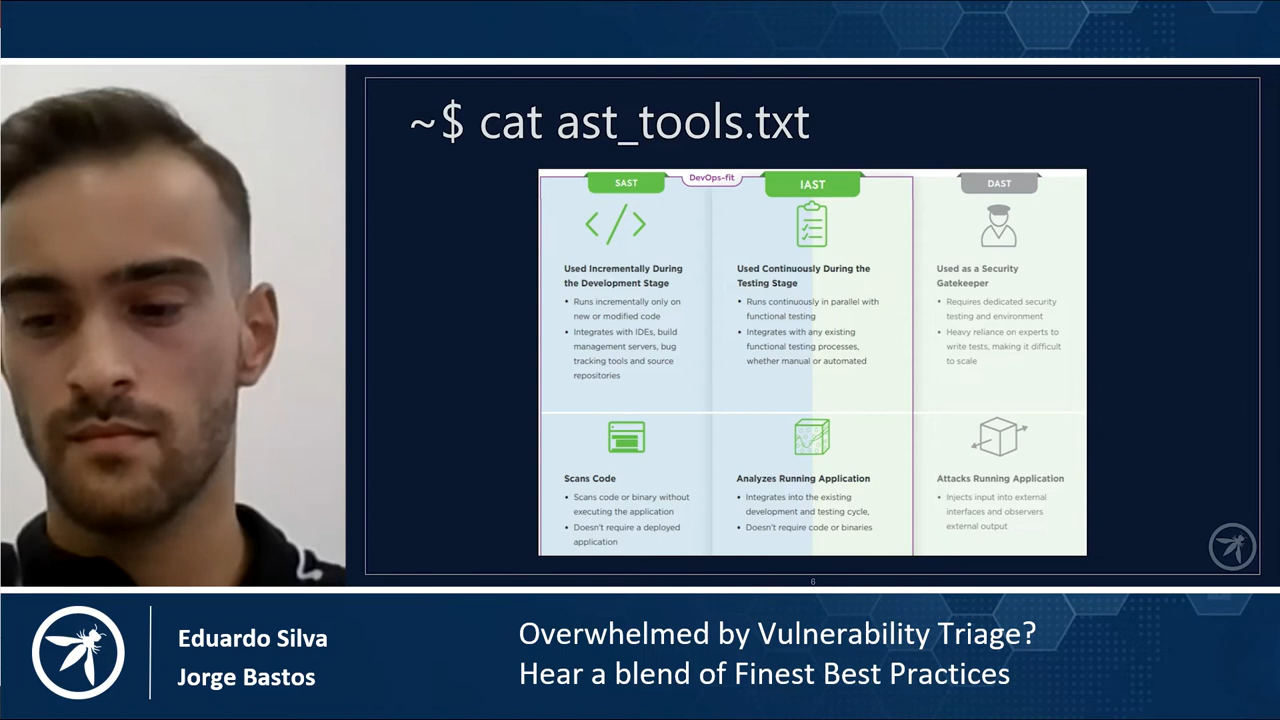 ~$ cat ast_tools.txt
SAST
DevOps-fit
IAST
DAST
Used Incrementally During
the Development Stage
• Runs incrementally only on
new or modified code
• Integrates with IDEs, build
management servers, bug
tracking tools and source
repositories
Used Continuously During the
Testing Stage
• Runs continuously in parallel with
functional testing
• Integrates with any existing
functional testing processes,
whether manual or automated
Used as a Security
Gatekeeper
• Requires dedicated security
testing and environment
• Heavy reliance on experts to
write tests, making it difficult
to scale
Scans Code
• Scans code or binary without
executing the application
• Doesn't require a deployed
application
Analyzes Running Application
• Integrates into the existing
development and testing cycle,
• Doesn't require code or binaries
Attacks Running Application
• Injects input into external
interfaces and observers
external output
6
Eduardo Silva
Jorge Bastos
Overwhelmed by Vulnerability Triage?
Hear a blend of Finest Best Practices